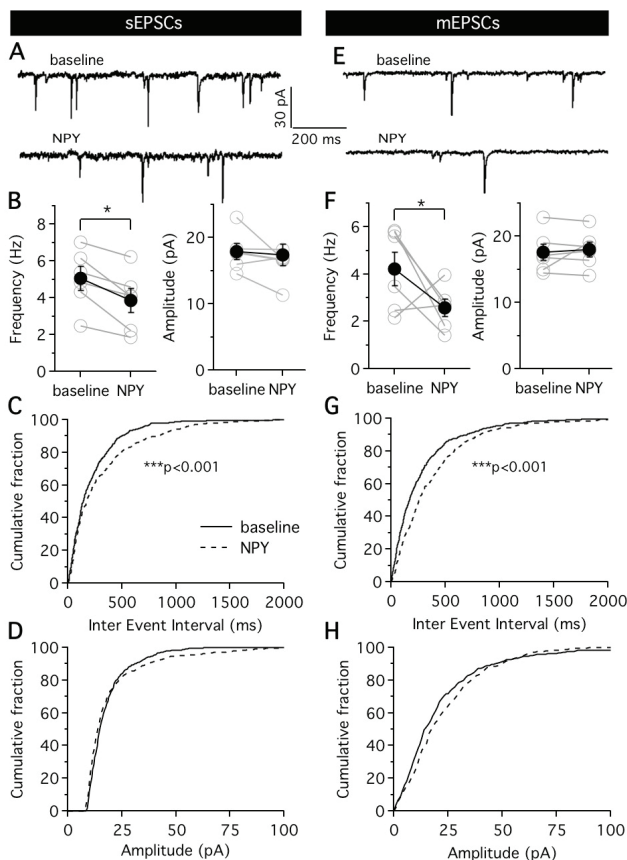 sEPSCs
mEPSCs
A
baseline
NPY
30 pA
200 ms
E
baseline
NPY
B
Frequency (Hz)
8
6
4
2
0
*
baseline NPY
Amplitude (pA)
20
10
0
baseline NPY
F
Frequency (Hz)
6
4
2
0
*
baseline NPY
Amplitude (pA)
20
10
0
baseline NPY
C
Cumulative fraction
100
80
60
40
20
0
***p<0.001
baseline
NPY
0 500 1000 1500 2000
Inter Event Interval (ms)
G
Cumulative fraction
100
80
60
40
20
0
***p<0.001
0 500 1000 1500 2000
Inter Event Interval (ms)
D
Cumulative fraction
100
80
60
40
20
0
0 25 50 75 100
Amplitude (pA)
H
Cumulative fraction
100
80
60
40
20
0
0 25 50 75 100
Amplitude (pA)